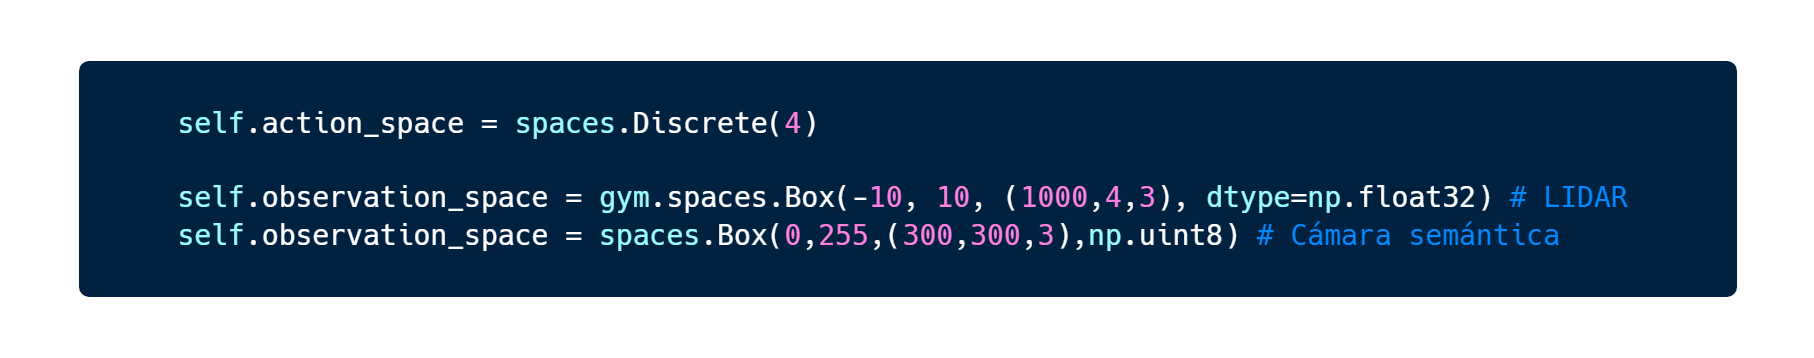 self.action_space = spaces.Discrete(4)
self.observation_space = gym.spaces.Box(-10, 10, (1000,4,3), dtype=np.float32) # LIDAR
self.observation_space = spaces.Box(0,255,(300,300,3),np.uint8) # Cámara semántica